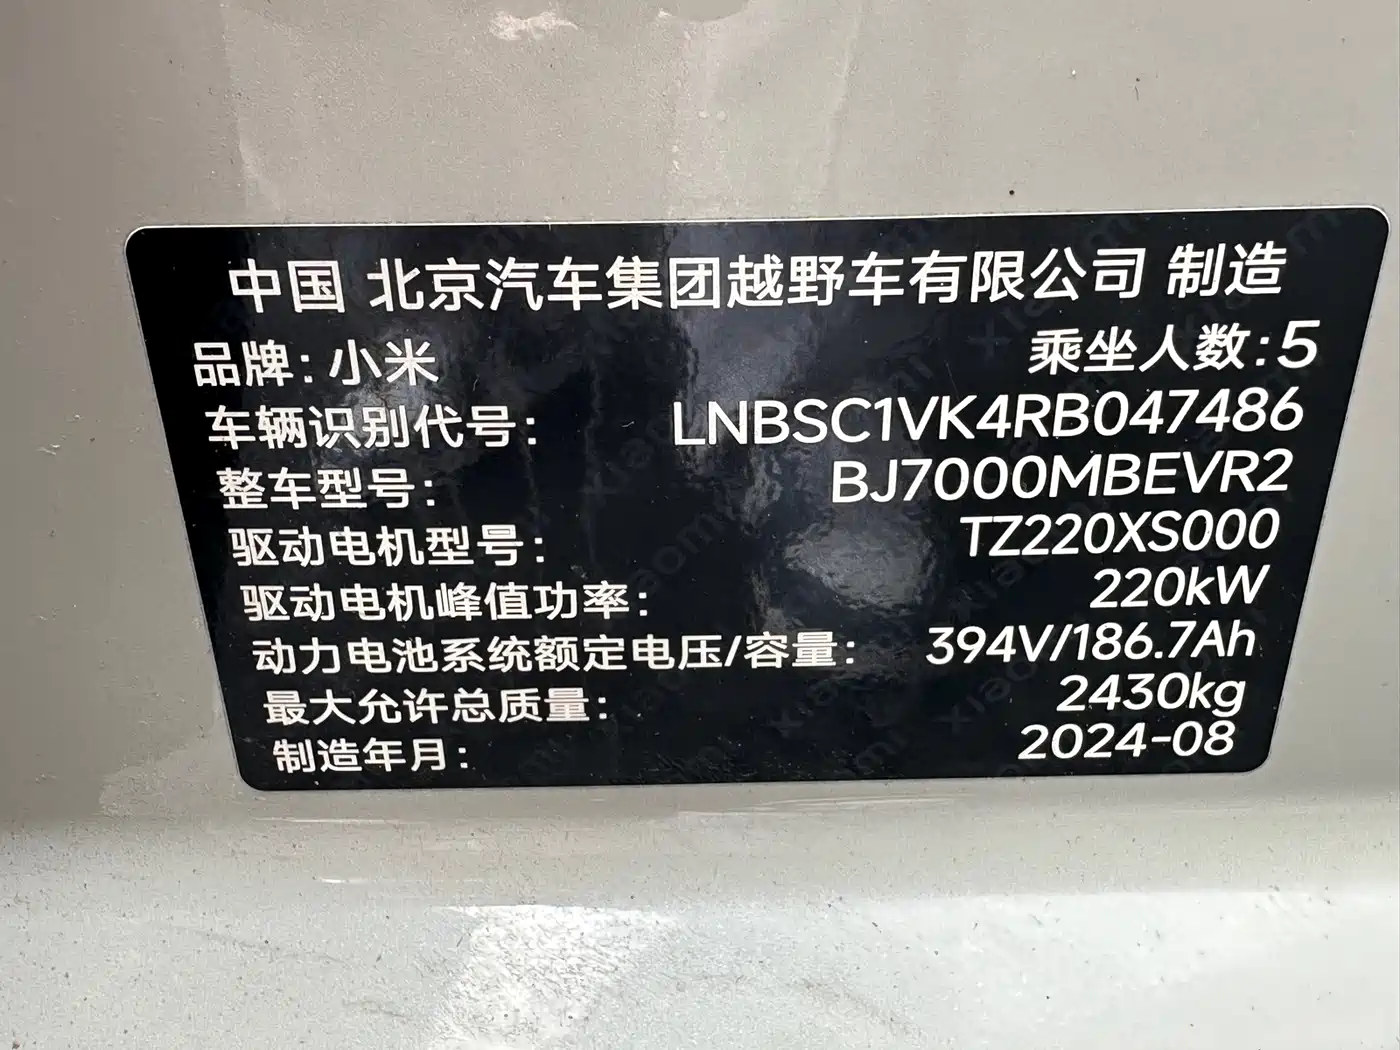 中国 北京汽车集团越野车有限公司 制造
品牌: 小米 乘坐人数:5
车辆识别代号: LNBSC1VK4RB047486
整车型号: BJ7000MBEVR2
驱动电机型号: TZ220XS000
驱动电机峰值功率: 220kW
动力电池系统额定电压/容量: 394V/186.7Ah
最大允许总质量: 2430kg
制造年月: 2024-08